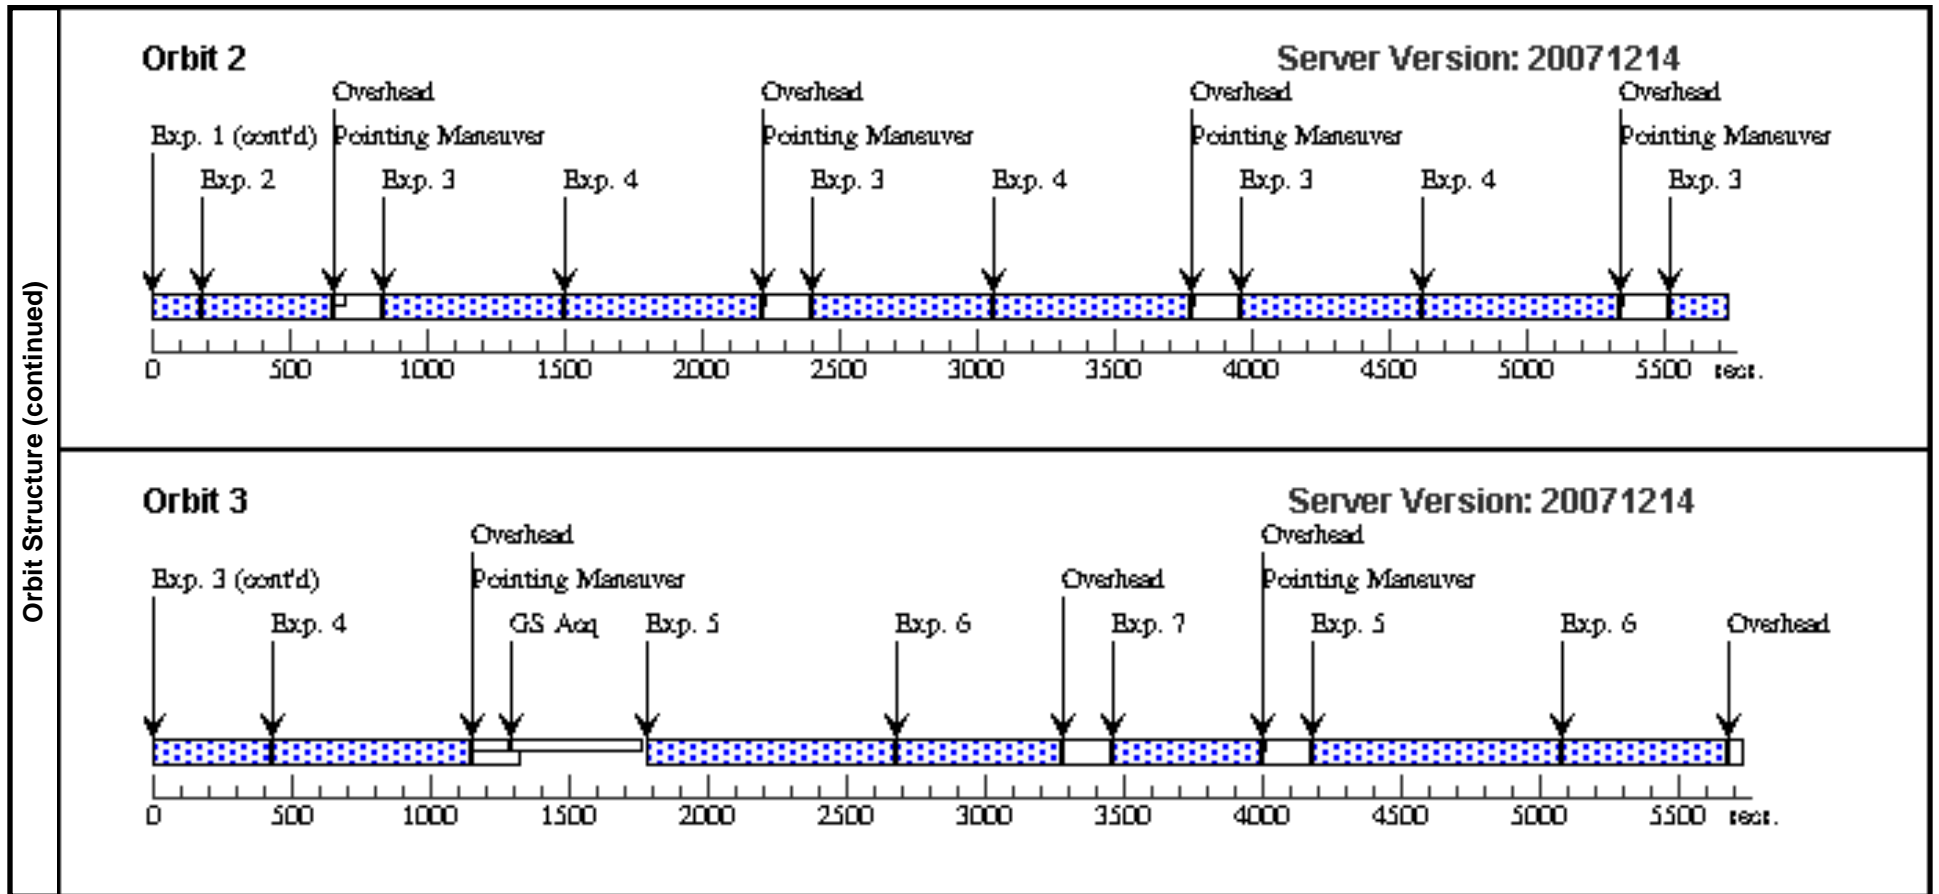 Orbit Structure (continued)
Orbit 2
Server Version: 20071214
Overhead Overhead Overhead Overhead
Exp. 1 (cont'd) Pointing Maneuver Pointing Maneuver Pointing Maneuver Pointing Maneuver
Exp. 2 Exp. 3 Exp. 4 Exp. 3 Exp. 4 Exp. 3 Exp. 4 Exp. 3
0 500 1000 1500 2000 2500 3000 3500 4000 4500 5000 5500 secs.
Orbit 3
Server Version: 20071214
Overhead Overhead
Exp. 3 (cont'd) Pointing Maneuver Overhead Pointing Maneuver
Exp. 4 GS Acq Exp. 5 Exp. 6 Exp. 7 Exp. 5 Exp. 6 Overhead
0 500 1000 1500 2000 2500 3000 3500 4000 4500 5000 5500 secs.